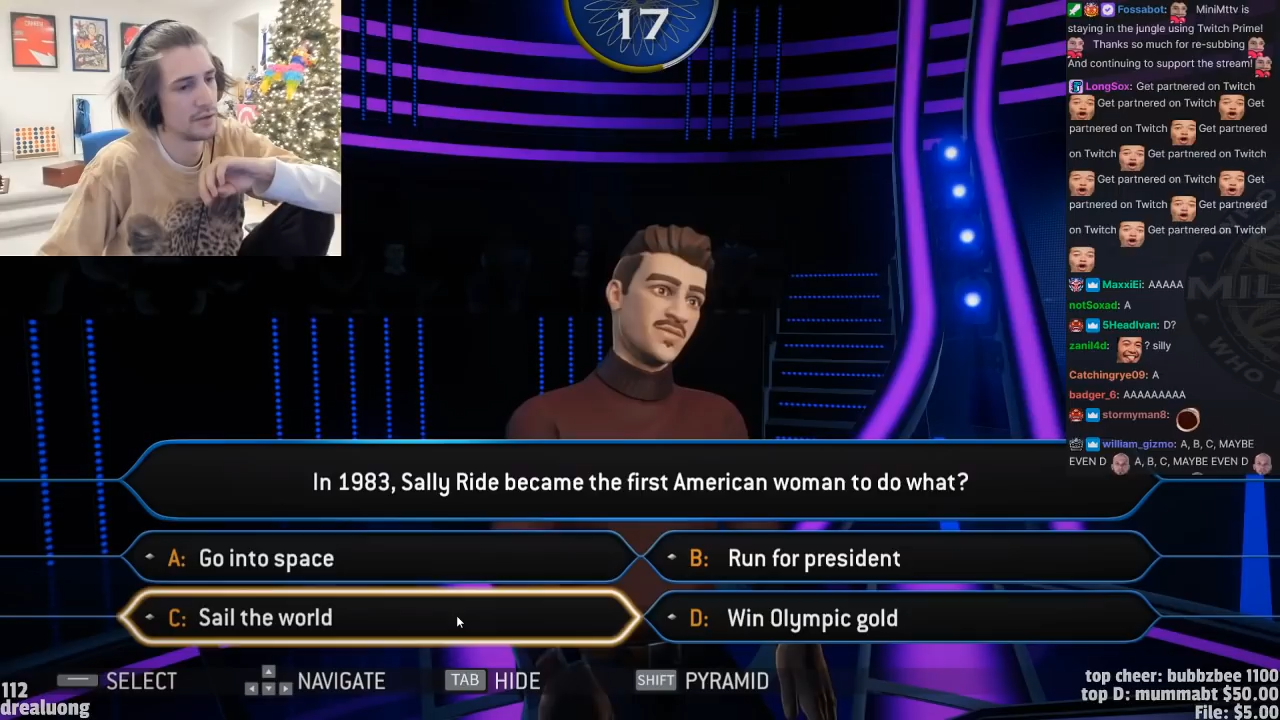 17
In 1983, Sally Ride became the first American woman to do what?
A: Go into space
B: Run for president
C: Sail the world
D: Win Olympic gold
SELECT
NAVIGATE
TAB HIDE
SHIFT PYRAMID
112
drealuong
top cheer: bubbzbee 1100
top D: mummabt $50.00
File: $5.00
Fossabot: MiniMttv is
staying in the jungle using Twitch Prime!
Thanks so much for re-subbing
And continuing to support the stream!
LongSox: Get partnered on Twitch
Get partnered on Twitch Get
partnered on Twitch Get partnered
on Twitch Get partnered on Twitch
Get partnered on Twitch Get
partnered on Twitch Get partnered
on Twitch Get partnered on Twitch
MaxxiEi: AAAAA
notSoxad: A
5HeadIvan: D?
zanil4d: ? silly
Catchingrye09: A
badger_6: AAAAAAAAA
stormyman8:
william_gizmo: A, B, C, MAYBE
EVEN D A, B, C, MAYBE EVEN D